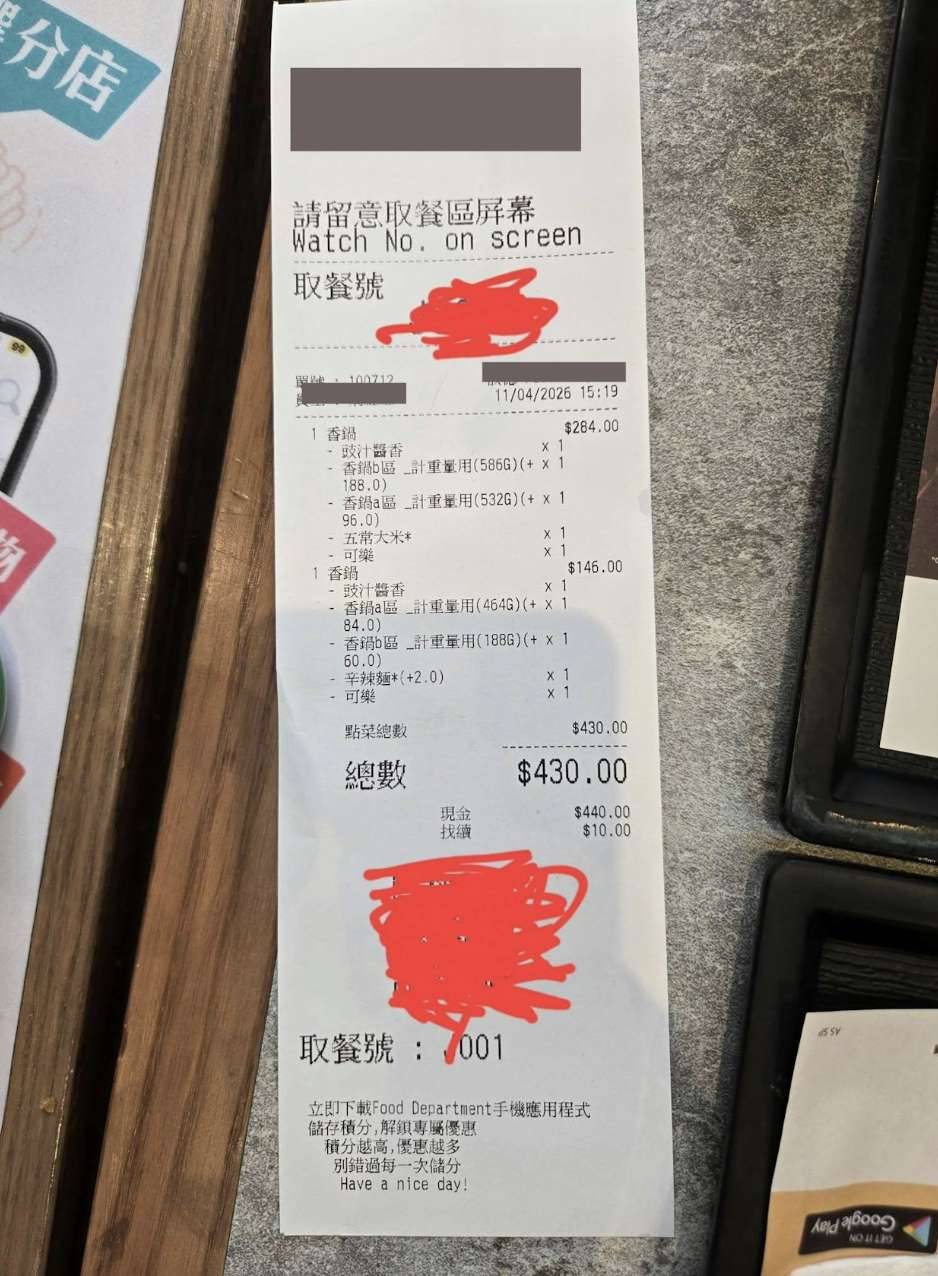 分店
物
請留意取餐區屏幕
Watch No. on screen
取餐號
單號 : 100712
11/04/2026 15:19
1 香鍋 $284.00
- 豉汁醬香 x 1
- 香鍋b區 _計重量用(586G)(+ x 1
188.0)
- 香鍋a區 _計重量用(532G)(+ x 1
96.0)
- 五常大米* x 1
- 可樂 x 1
1 香鍋 $146.00
- 豉汁醬香 x 1
- 香鍋a區 _計重量用(464G)(+ x 1
84.0)
- 香鍋b區 _計重量用(188G)(+ x 1
60.0)
- 辛辣麵*(+2.0) x 1
- 可樂 x 1
點菜總數 $430.00
總數 $430.00
現金 $440.00
找續 $10.00
取餐號 : 001
立即下載Food Department手機應用程式
儲存積分,解鎖專屬優惠
積分越高,優惠越多
別錯過每一次儲分
Have a nice day!
GET IT ON
Google Play